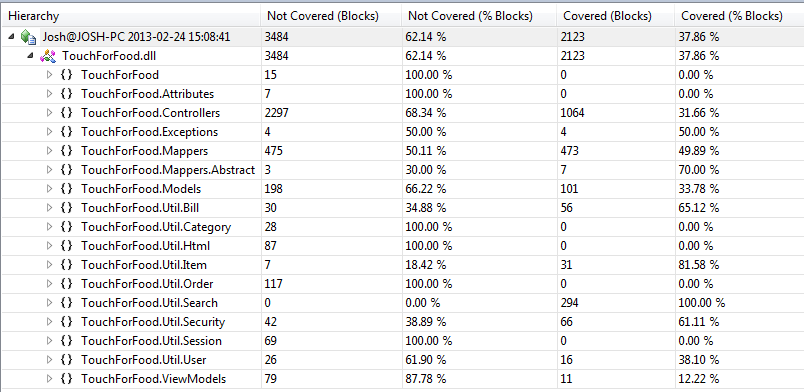 Hierarchy Not Covered (Blocks) Not Covered (% Blocks) Covered (Blocks) Covered (% Blocks)
Josh@JOSH-PC 2013-02-24 15:08:41 3484 62.14 % 2123 37.86 %
TouchForFood.dll 3484 62.14 % 2123 37.86 %
{} TouchForFood 15 100.00 % 0 0.00 %
{} TouchForFood.Attributes 7 100.00 % 0 0.00 %
{} TouchForFood.Controllers 2297 68.34 % 1064 31.66 %
{} TouchForFood.Exceptions 4 50.00 % 4 50.00 %
{} TouchForFood.Mappers 475 50.11 % 473 49.89 %
{} TouchForFood.Mappers.Abstract 3 30.00 % 7 70.00 %
{} TouchForFood.Models 198 66.22 % 101 33.78 %
{} TouchForFood.Util.Bill 30 34.88 % 56 65.12 %
{} TouchForFood.Util.Category 28 100.00 % 0 0.00 %
{} TouchForFood.Util.Html 87 100.00 % 0 0.00 %
{} TouchForFood.Util.Item 7 18.42 % 31 81.58 %
{} TouchForFood.Util.Order 117 100.00 % 0 0.00 %
{} TouchForFood.Util.Search 0 0.00 % 294 100.00 %
{} TouchForFood.Util.Security 42 38.89 % 66 61.11 %
{} TouchForFood.Util.Session 69 100.00 % 0 0.00 %
{} TouchForFood.Util.User 26 61.90 % 16 38.10 %
{} TouchForFood.ViewModels 79 87.78 % 11 12.22 %